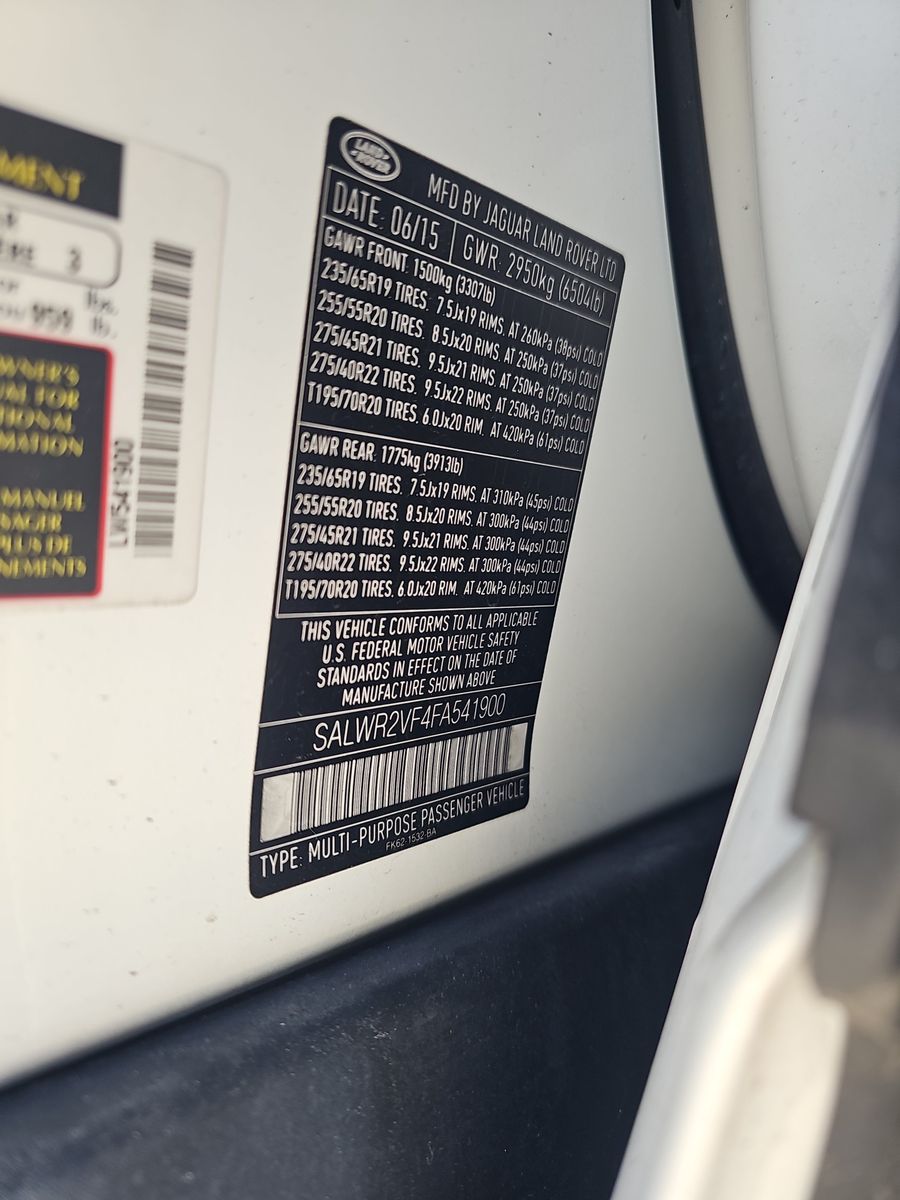 MENT
3
959
lbs.
lb.
WNER'S
UAL FOR
MANUEL
PLUS DE
LW541900
LAND
ROVER
MFD BY JAGUAR LAND ROVER LTD
DATE: 06/15 GWR: 2950kg (6504lb)
GAWR FRONT. 1500kg (3307lb)
235/65R19 TIRES. 7.5Jx19 RIMS. AT 260kPa (38psi) COLD
255/55R20 TIRES. 8.5Jx20 RIMS. AT 250kPa (37psi) COLD
275/45R21 TIRES. 9.5Jx21 RIMS. AT 250kPa (37psi) COLD
275/40R22 TIRES. 9.5Jx22 RIMS. AT 250kPa (37psi) COLD
T195/70R20 TIRES. 6.0Jx20 RIM. AT 420kPa (61psi) COLD
GAWR REAR. 1775kg (3913lb)
235/65R19 TIRES. 7.5Jx19 RIMS. AT 310kPa (45psi) COLD
255/55R20 TIRES. 8.5Jx20 RIMS. AT 300kPa (44psi) COLD
275/45R21 TIRES. 9.5Jx21 RIMS. AT 300kPa (44psi) COLD
275/40R22 TIRES. 9.5Jx22 RIMS. AT 300kPa (44psi) COLD
T195/70R20 TIRES. 6.0Jx20 RIM. AT 420kPa (61psi) COLD
THIS VEHICLE CONFORMS TO ALL APPLICABLE
U.S. FEDERAL MOTOR VEHICLE SAFETY
STANDARDS IN EFFECT ON THE DATE OF
MANUFACTURE SHOWN ABOVE
SALWR2VF4FA541900
TYPE: MULTI-PURPOSE PASSENGER VEHICLE
FK62-1532-BA